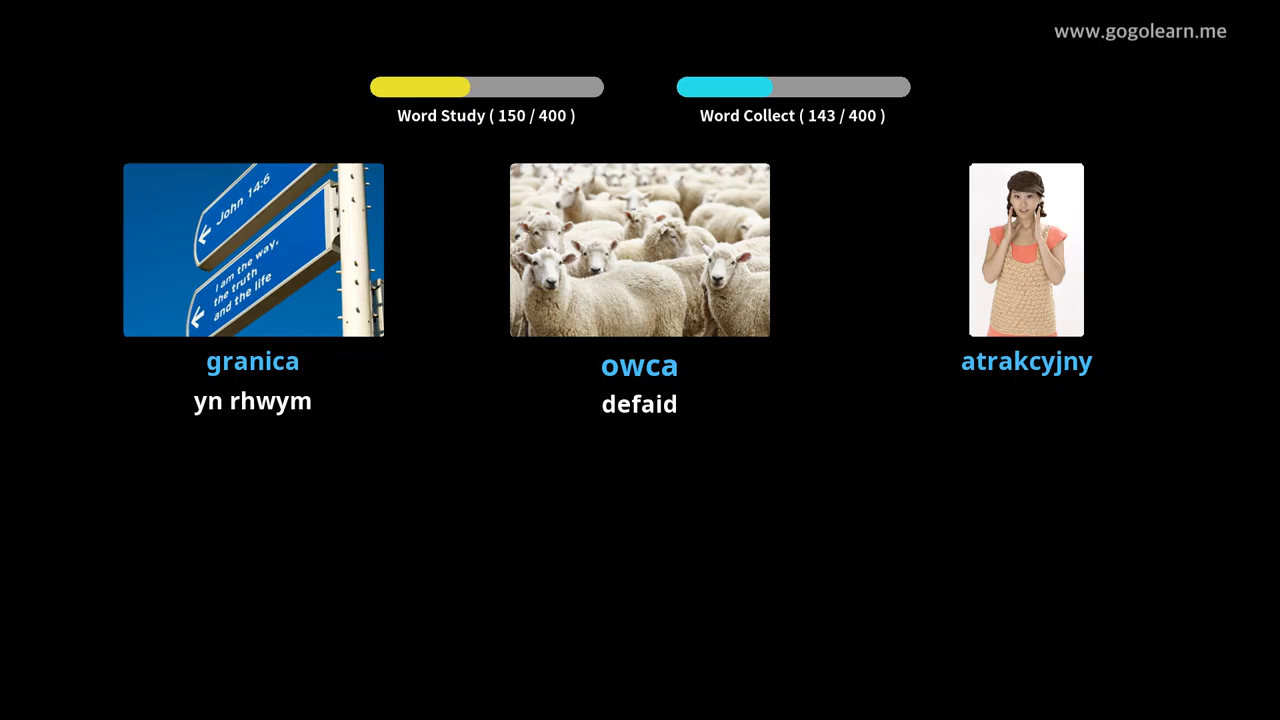 www.gogolearn.me
Word Study ( 150 / 400 )
Word Collect ( 143 / 400 )
John 14:6
I am the way,
the truth
and the life
granica
yn rhwym
owca
defaid
atrakcyjny